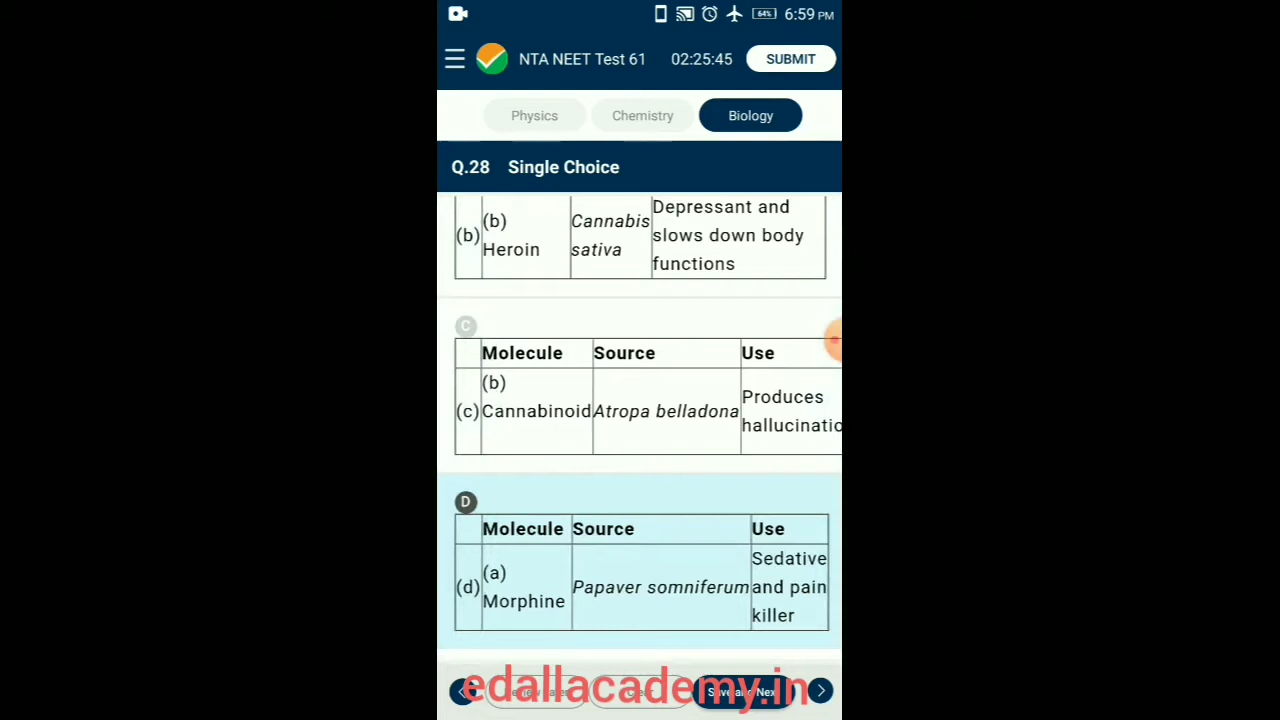 64% 6:59 PM
NTA NEET Test 61 02:25:45 SUBMIT
Physics Chemistry Biology
Q.28 Single Choice
(b) (b) Heroin Cannabis sativa Depressant and slows down body functions
C
Molecule Source Use
(c) (b) Cannabinoid Atropa belladona Produces hallucinatio
D
Molecule Source Use
(d) (a) Morphine Papaver somniferum Sedative and pain killer
edallacademy.in